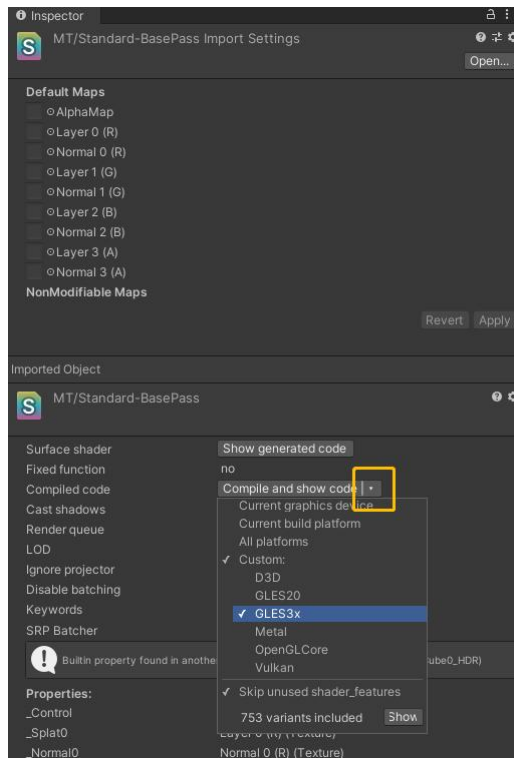 Inspector
MT/Standard-BasePass Import Settings
Open...
Default Maps
AlphaMap
Layer 0 (R)
Normal 0 (R)
Layer 1 (G)
Normal 1 (G)
Layer 2 (B)
Normal 2 (B)
Layer 3 (A)
Normal 3 (A)
NonModifiable Maps
Revert Apply
Imported Object
MT/Standard-BasePass
Surface shader Show generated code
Fixed function no
Compiled code Compile and show code
Cast shadows Current graphics device
Render queue Current build platform
LOD All platforms
Ignore projector ✓ Custom:
Disable batching D3D
GLES20
Keywords ✓ GLES3x
SRP Batcher Metal
OpenGLCore
Builtin property found in anothe ube0_HDR)
Vulkan
Properties: ✓ Skip unused shader_features
_Control 753 variants included Show
_Splat0 Layer 0 (R) (Texture)
_Normal0 Normal 0 (R) (Texture)